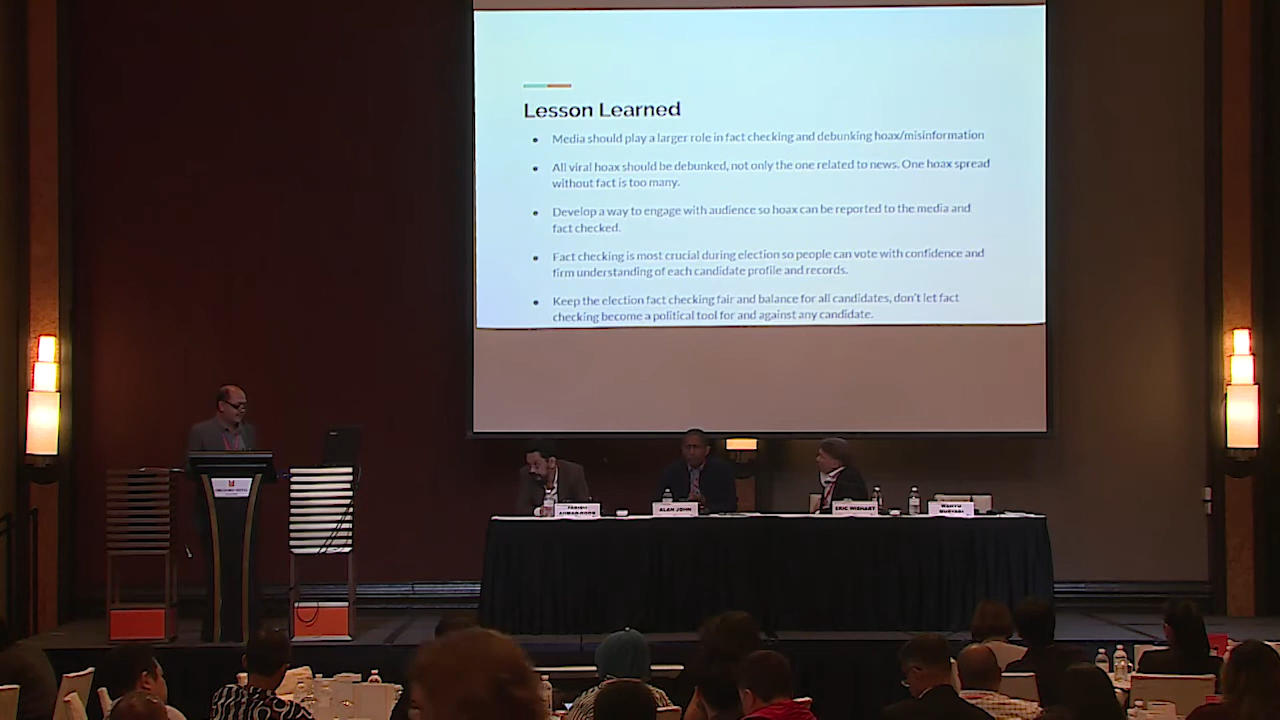 Lesson Learned
Media should play a larger role in fact checking and debunking hoax/misinformation
All viral hoax should be debunked, not only the one related to news. One hoax spread
without fact is too many.
Develop a way to engage with audience so hoax can be reported to the media and
fact checked.
Fact checking is most crucial during election so people can vote with confidence and
firm understanding of each candidate profile and records.
Keep the election fact checking fair and balance for all candidates, don't let fact
checking become a political tool for and against any candidate.
ALAN JOHN
ERIC WISHART
WAHYU